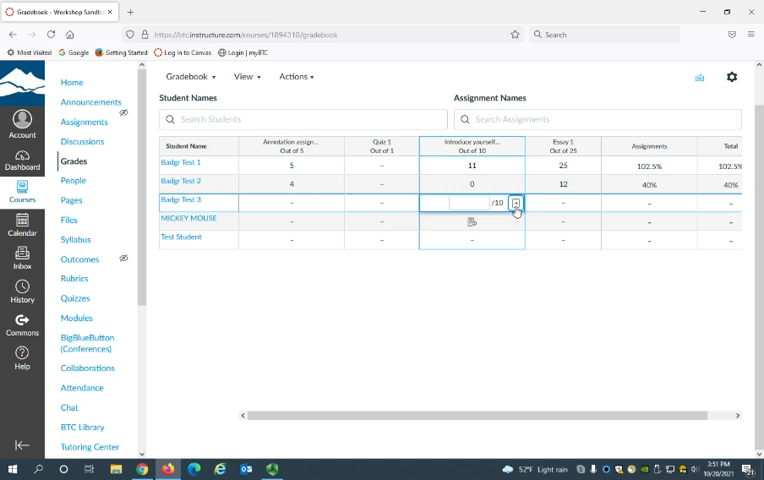 Gradebook - Workshop Sandb
https://btc.instructure.com/courses/1894310/gradebook
Search
Most Visited Google Getting Started Log In to Canvas Login | myBTC
Account
Dashboard
Courses
Calendar
Inbox
History
Commons
Help
Home
Announcements
Assignments
Discussions
Grades
People
Pages
Files
Syllabus
Outcomes
Rubrics
Quizzes
Modules
BigBlueButton
(Conferences)
Collaborations
Attendance
Chat
BTC Library
Tutoring Center
Gradebook View Actions
Student Names Assignment Names
Search Students Search Assignments
Student Name Annotation assign... Quiz 1 Introduce yourself... Essay 1 Assignments Total
Out of 5 Out of 1 Out of 10 Out of 25
Badgr Test 1 5 - 11 25 102.5% 102.5%
Badgr Test 2 4 - 0 12 40% 40%
Badgr Test 3 - - /10 - - -
MICKEY MOUSE - - - - -
Test Student - - - - - -
52°F Light rain
3:51 PM
10/20/2021
21